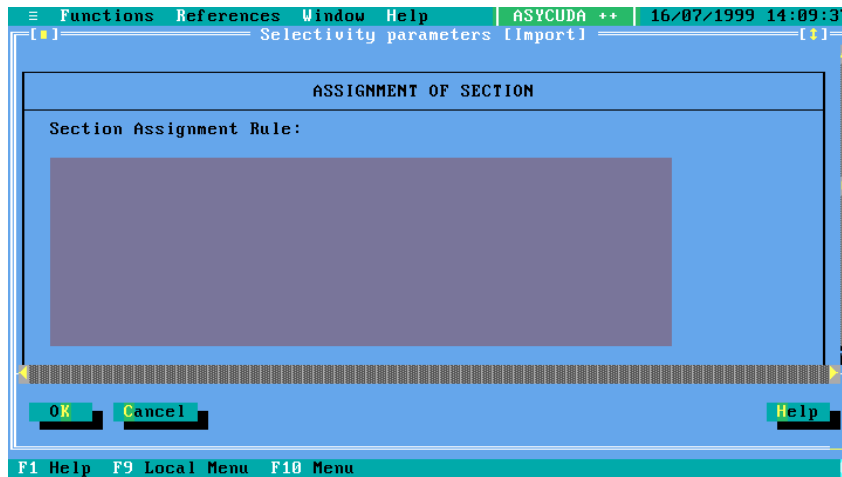 ≡ Functions References Window Help ASYCUDA ++ 16/07/1999 14:09:3
[■] Selectivity parameters [Import] [↕]
ASSIGNMENT OF SECTION
Section Assignment Rule:
OK Cancel Help
F1 Help F9 Local Menu F10 Menu